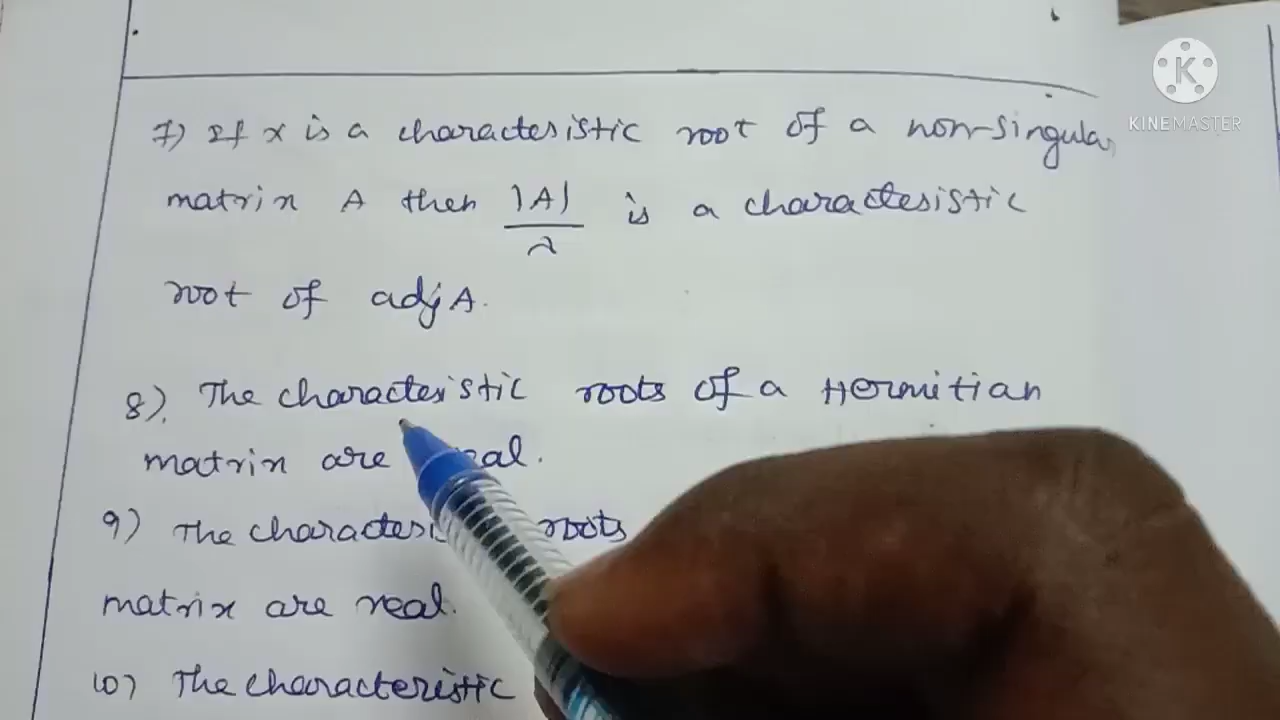 K
KINEMASTER
7) If x is a characteristic root of a non-singular
matrix A then |A|/λ is a characteristic
root of adj A.
8). The characteristic roots of a Hermitian
matrix are real.
9) The roots
matrix are real.
10) The characteristic